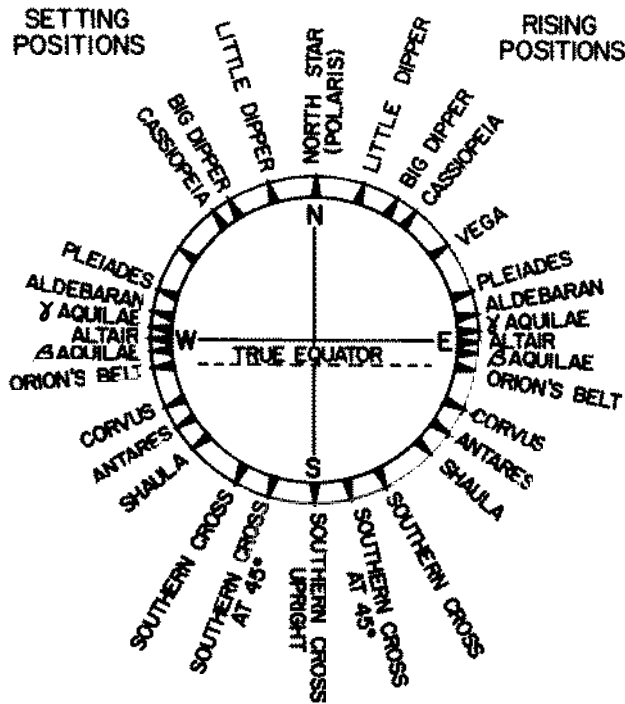 SETTING
POSITIONS
RISING
POSITIONS
NORTH STAR
(POLARIS)
LITTLE DIPPER
BIG DIPPER
CASSIOPEIA
VEGA
PLEIADES
ALDEBARAN
γ AQUILAE
ALTAIR
β AQUILAE
ORION'S BELT
CORVUS
ANTARES
SHAULA
SOUTHERN CROSS
SOUTHERN CROSS
AT 45°
SOUTHERN CROSS
UPRIGHT
SOUTHERN CROSS
AT 45°
SOUTHERN CROSS
SHAULA
ANTARES
CORVUS
ORION'S BELT
β AQUILAE
ALTAIR
γ AQUILAE
ALDEBARAN
PLEIADES
CASSIOPEIA
BIG DIPPER
LITTLE DIPPER
N
W
E
TRUE EQUATOR
S